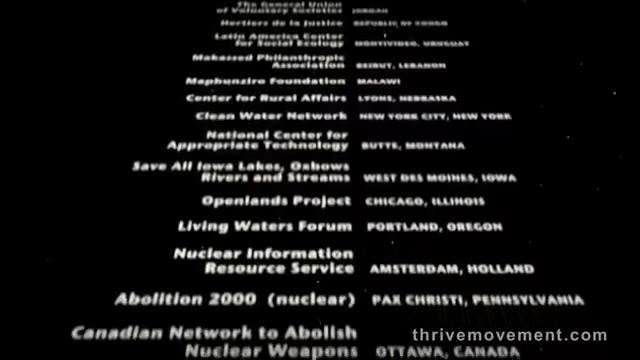 The General Union
of Voluntary Societies JORDAN
Heritiers de la Justice REPUBLIC OF CONGO
Latin America Center
for Social Ecology MONTIVIDEO, URUGUAY
Makassed Philanthropic
Association BEIRUT, LEBANON
Maphunziro Foundation MALAWI
Center for Rural Affairs LYONS, NEBRASKA
Clean Water Network NEW YORK CITY, NEW YORK
National Center for
Appropriate Technology BUTTE, MONTANA
Save All Iowa Lakes, Oxbows
Rivers and Streams WEST DES MOINES, IOWA
Openlands Project CHICAGO, ILLINOIS
Living Waters Forum PORTLAND, OREGON
Nuclear Information
Resource Service AMSTERDAM, HOLLAND
Abolition 2000 (nuclear) PAX CHRISTI, PENNSYLVANIA
Canadian Network to Abolish
Nuclear Weapons OTTAWA, CANADA
thrivemovement.com